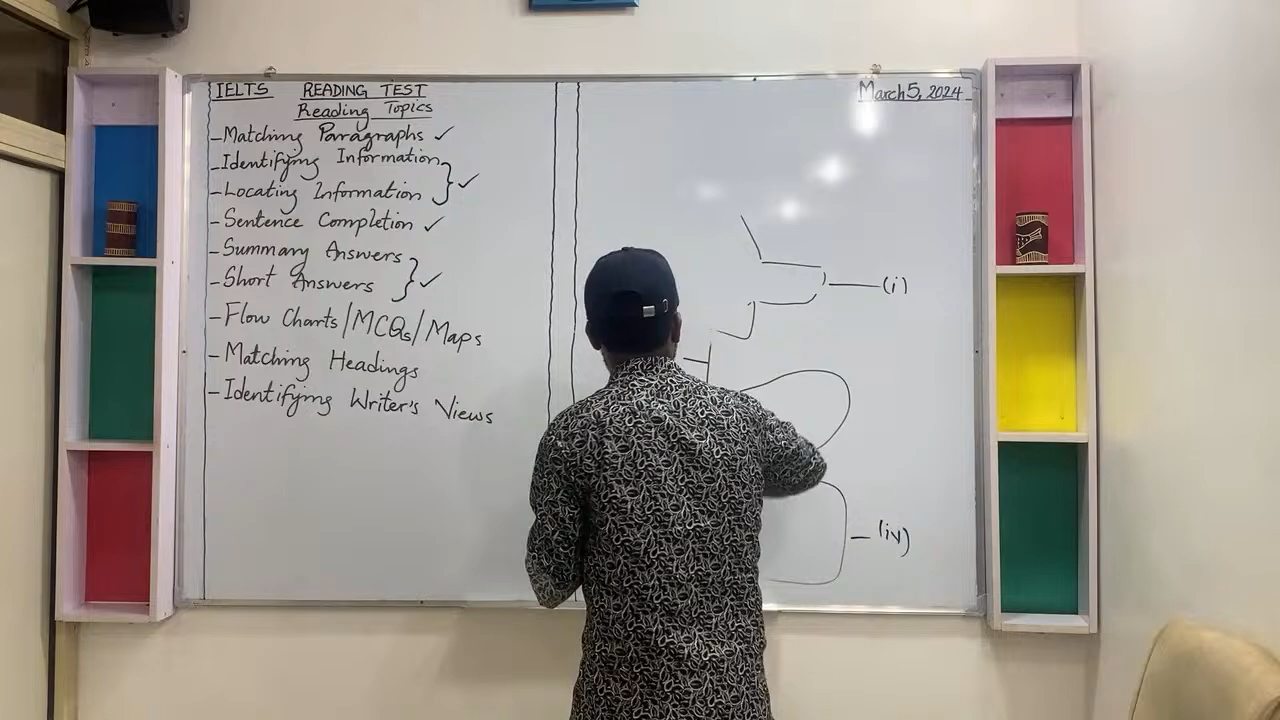 IELTS READING TEST
Reading Topics
- Matching Paragraphs ✓
- Identifying Information
- Locating Information } ✓
- Sentence Completion ✓
- Summary Answers
- Short Answers } ✓
- Flow Charts/MCQs/Maps
- Matching Headings
- Identifying Writer's Views
March 5, 2024
(i)
(iv)